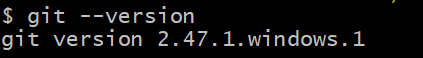 $ git --version
git version 2.47.1.windows.1